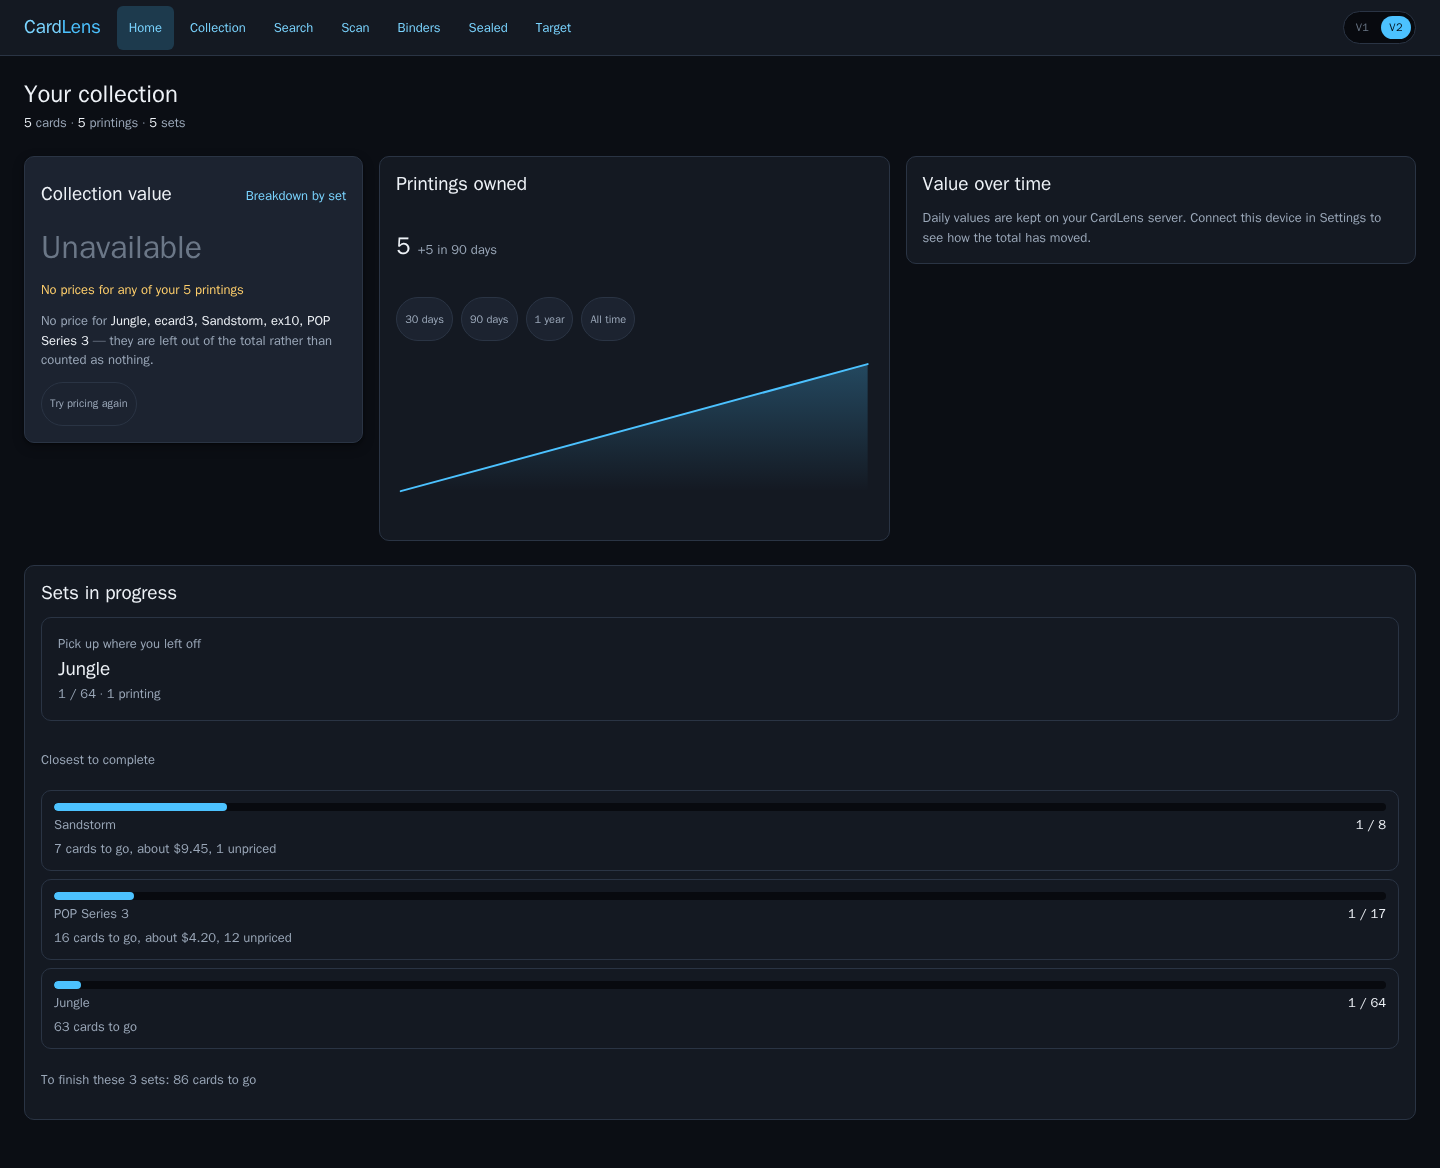 CardLens
Home
Collection
Search
Scan
Binders
Sealed
Target
V1
V2
Your collection
5 cards · 5 printings · 5 sets
Collection value
Breakdown by set
Unavailable
No prices for any of your 5 printings
No price for Jungle, ecard3, Sandstorm, ex10, POP
Series 3 — they are left out of the total rather than
counted as nothing.
Try pricing again
Printings owned
5 +5 in 90 days
30 days
90 days
1 year
All time
Value over time
Daily values are kept on your CardLens server. Connect this device in Settings to
see how the total has moved.
Sets in progress
Pick up where you left off
Jungle
1 / 64 · 1 printing
Closest to complete
Sandstorm
1 / 8
7 cards to go, about $9.45, 1 unpriced
POP Series 3
1 / 17
16 cards to go, about $4.20, 12 unpriced
Jungle
1 / 64
63 cards to go
To finish these 3 sets: 86 cards to go